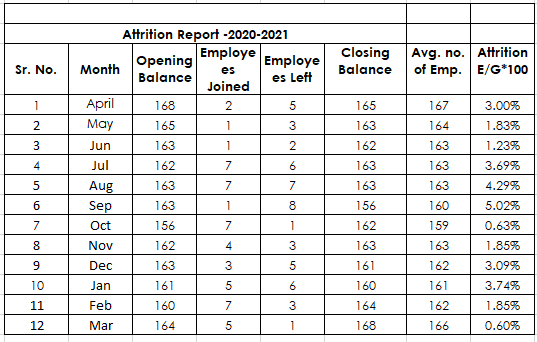 Attrition Report -2020-2021
Sr. No. Month Opening Balance Employe es Joined Employe es Left Closing Balance Avg. no. of Emp. Attrition E/G*100
1 April 168 2 5 165 167 3.00%
2 May 165 1 3 163 164 1.83%
3 Jun 163 1 2 162 163 1.23%
4 Jul 162 7 6 163 163 3.69%
5 Aug 163 7 7 163 163 4.29%
6 Sep 163 1 8 156 160 5.02%
7 Oct 156 7 1 162 159 0.63%
8 Nov 162 4 3 163 163 1.85%
9 Dec 163 3 5 161 162 3.09%
10 Jan 161 5 6 160 161 3.74%
11 Feb 160 7 3 164 162 1.85%
12 Mar 164 5 1 168 166 0.60%